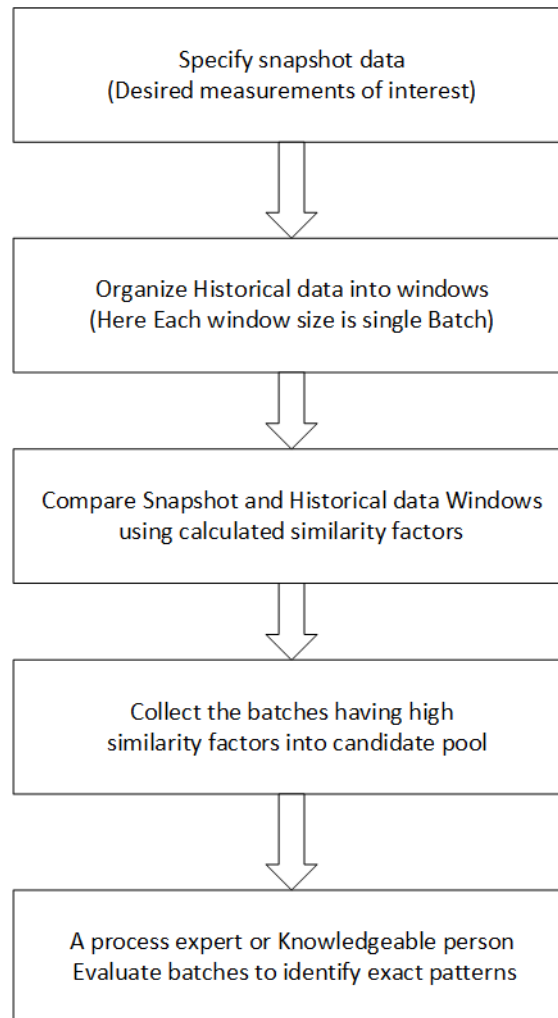 Specify snapshot data
(Desired measurements of interest)
Organize Historical data into windows
(Here Each window size is single Batch)
Compare Snapshot and Historical data Windows
using calculated similarity factors
Collect the batches having high
similarity factors into candidate pool
A process expert or Knowledgeable person
Evaluate batches to identify exact patterns